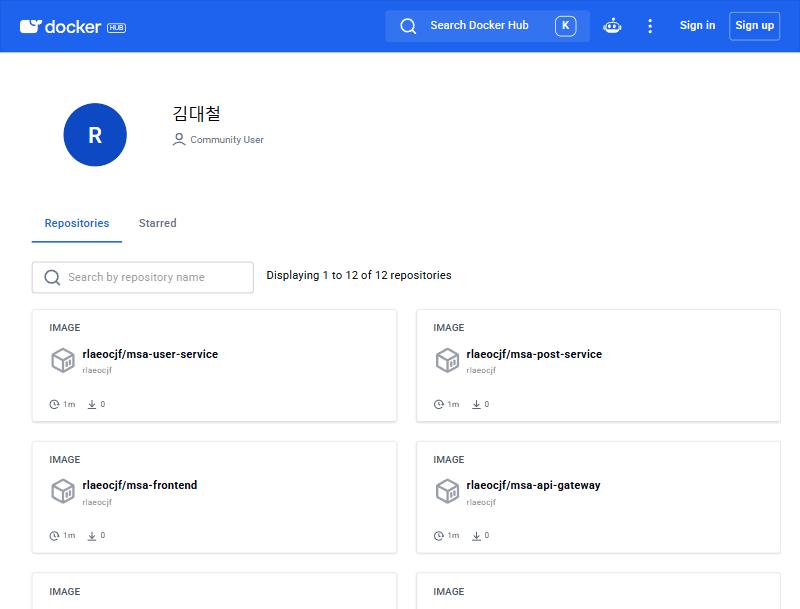 docker HUB
Search Docker Hub K
Sign in
Sign up
R
김대철
Community User
Repositories Starred
Search by repository name
Displaying 1 to 12 of 12 repositories
IMAGE
rlaeocjf/msa-user-service
rlaeocjf
1m 0
IMAGE
rlaeocjf/msa-post-service
rlaeocjf
1m 0
IMAGE
rlaeocjf/msa-frontend
rlaeocjf
1m 0
IMAGE
rlaeocjf/msa-api-gateway
rlaeocjf
1m 0
IMAGE
IMAGE